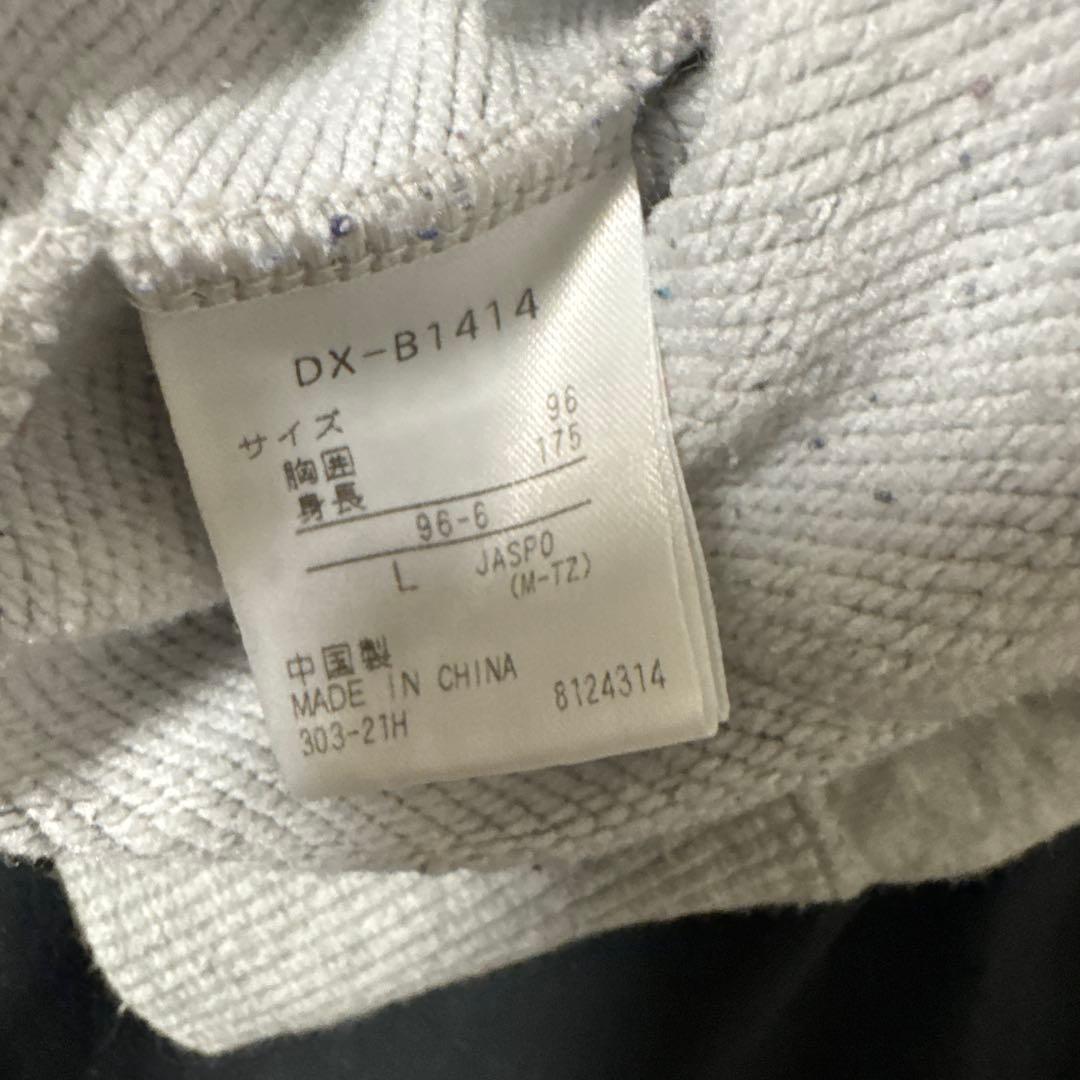 DX-B1414
サイズ
胸囲 96
身長 175
96-6
L JASPO
(M-TZ)
中国製
MADE IN CHINA
303-21H 8124314